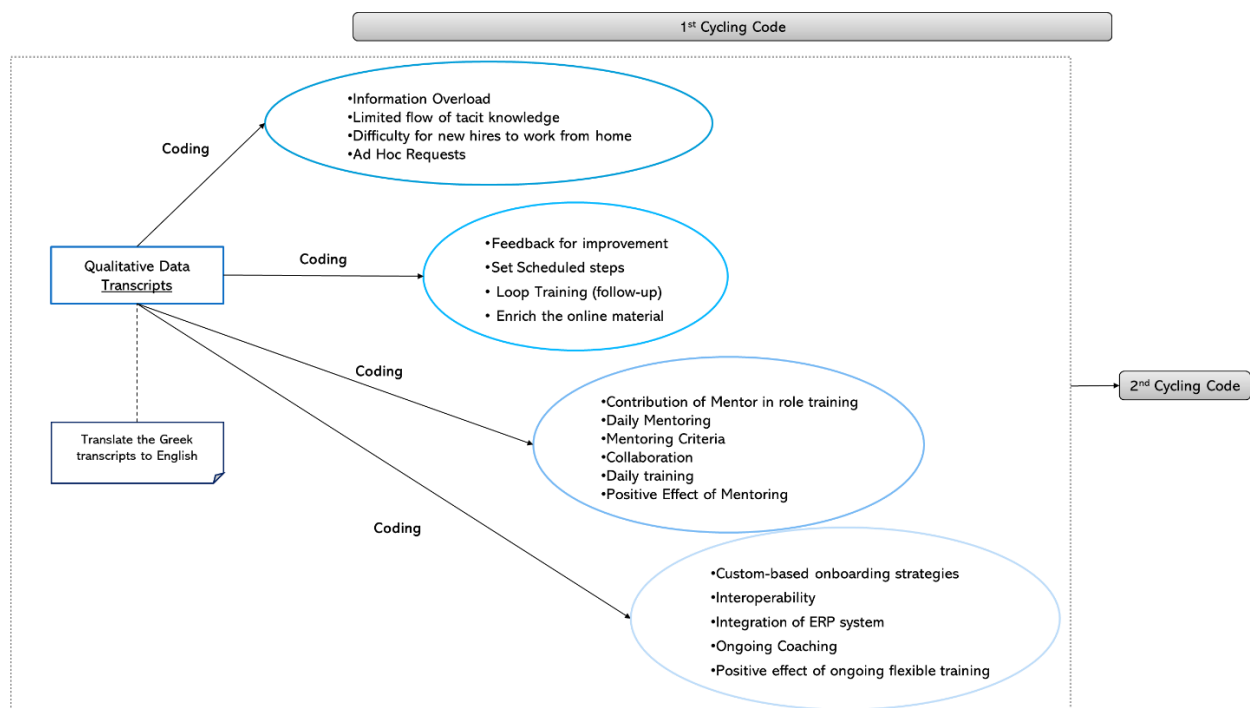 1st Cycling Code
•Information Overload
•Limited flow of tacit knowledge
•Difficulty for new hires to work from home
•Ad Hoc Requests
Coding
Qualitative Data
Transcripts
Coding
•Feedback for improvement
•Set Scheduled steps
• Loop Training (follow-up)
• Enrich the online material
Coding
•Contribution of Mentor in role training
•Daily Mentoring
•Mentoring Criteria
•Collaboration
•Daily training
•Positive Effect of Mentoring
2nd Cycling Code
Translate the Greek
transcripts to English
Coding
•Custom-based onboarding strategies
•Interoperability
•Integration of ERP system
•Ongoing Coaching
•Positive effect of ongoing flexible training